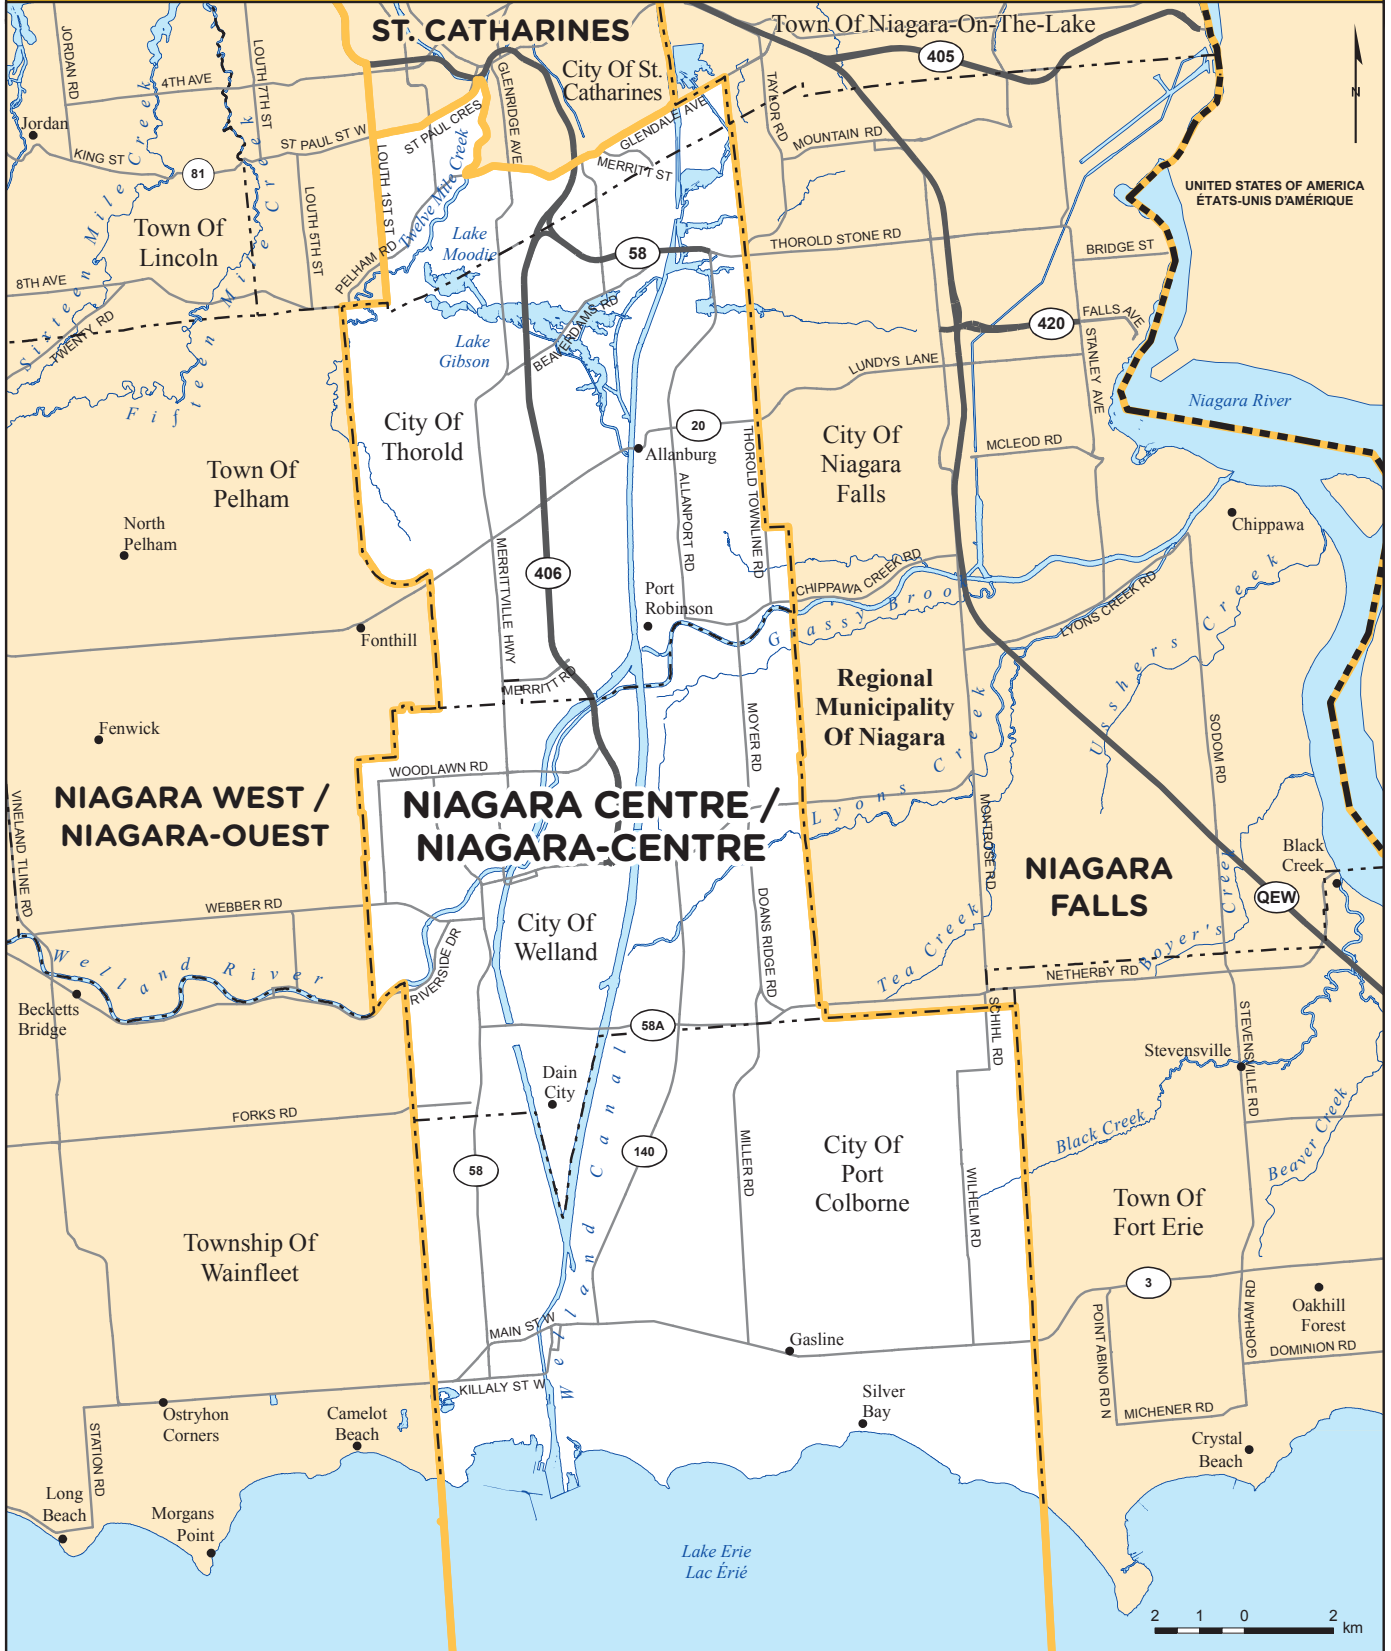 ST. CATHARINES
Town Of Niagara-On-The-Lake
405
N
JORDAN RD
4TH AVE
LOUTH 7TH ST
GLENRIDGE AVE
City Of St.
Catharines
TAYLOR RD
MOUNTAIN RD
Jordan
KING ST
81
ST PAUL ST W
ST PAUL CRES
GLENDALE AVE
MERRITT ST
LOUTH 1ST ST
LOUTH 5TH ST
Sixteen Mile Creek
Fifteen Mile Creek
Twelve Mile Creek
UNITED STATES OF AMERICA
ÉTATS-UNIS D'AMÉRIQUE
Town Of
Lincoln
Lake
Moodie
58
THOROLD STONE RD
BRIDGE ST
PELHAM RD
8TH AVE
TWENTY RD
BEAVERDAMS RD
Lake
Gibson
420
FALLS AVE
STANLEY AVE
LUNDYS LANE
Niagara River
City Of
Thorold
20
Allanburg
THOROLD TOWNLINE RD
ALLANPORT RD
City Of
Niagara
Falls
MCLEOD RD
Town Of
Pelham
North
Pelham
Chippawa
MERRITTVILLE HWY
406
Port
Robinson
CHIPPAWA CREEK RD
Grassy Brook
LYONS CREEK RD
Usshers Creek
Fonthill
MERRITT RD
Regional
Municipality
Of Niagara
Fenwick
MOYER RD
SODOM RD
WOODLAWN RD
Lyons Creek
MONTROSE RD
NIAGARA WEST /
NIAGARA-OUEST
NIAGARA CENTRE /
NIAGARA-CENTRE
NIAGARA
FALLS
VINELAND TLINE RD
Black
Creek
QEW
WEBBER RD
City Of
Welland
DOANS RIDGE RD
Tea Creek
Boyer's Creek
Welland River
RIVERSIDE DR
NETHERBY RD
Becketts
Bridge
58A
SCHIHL RD
STEVENSVILLE RD
Stevensville
Dain
City
FORKS RD
Black Creek
Beaver Creek
58
140
MILLER RD
City Of
Port
Colborne
WILHELM RD
Town Of
Fort Erie
Township Of
Wainfleet
Welland Canal
3
Oakhill
Forest
POINT ABINO RD N
GORHAM RD
DOMINION RD
MAIN ST W
Gasline
KILLALY ST W
Silver
Bay
MICHENER RD
Ostryhon
Corners
Camelot
Beach
STATION RD
Crystal
Beach
Long
Beach
Morgans
Point
Lake Erie
Lac Érié
2 1 0 2
km